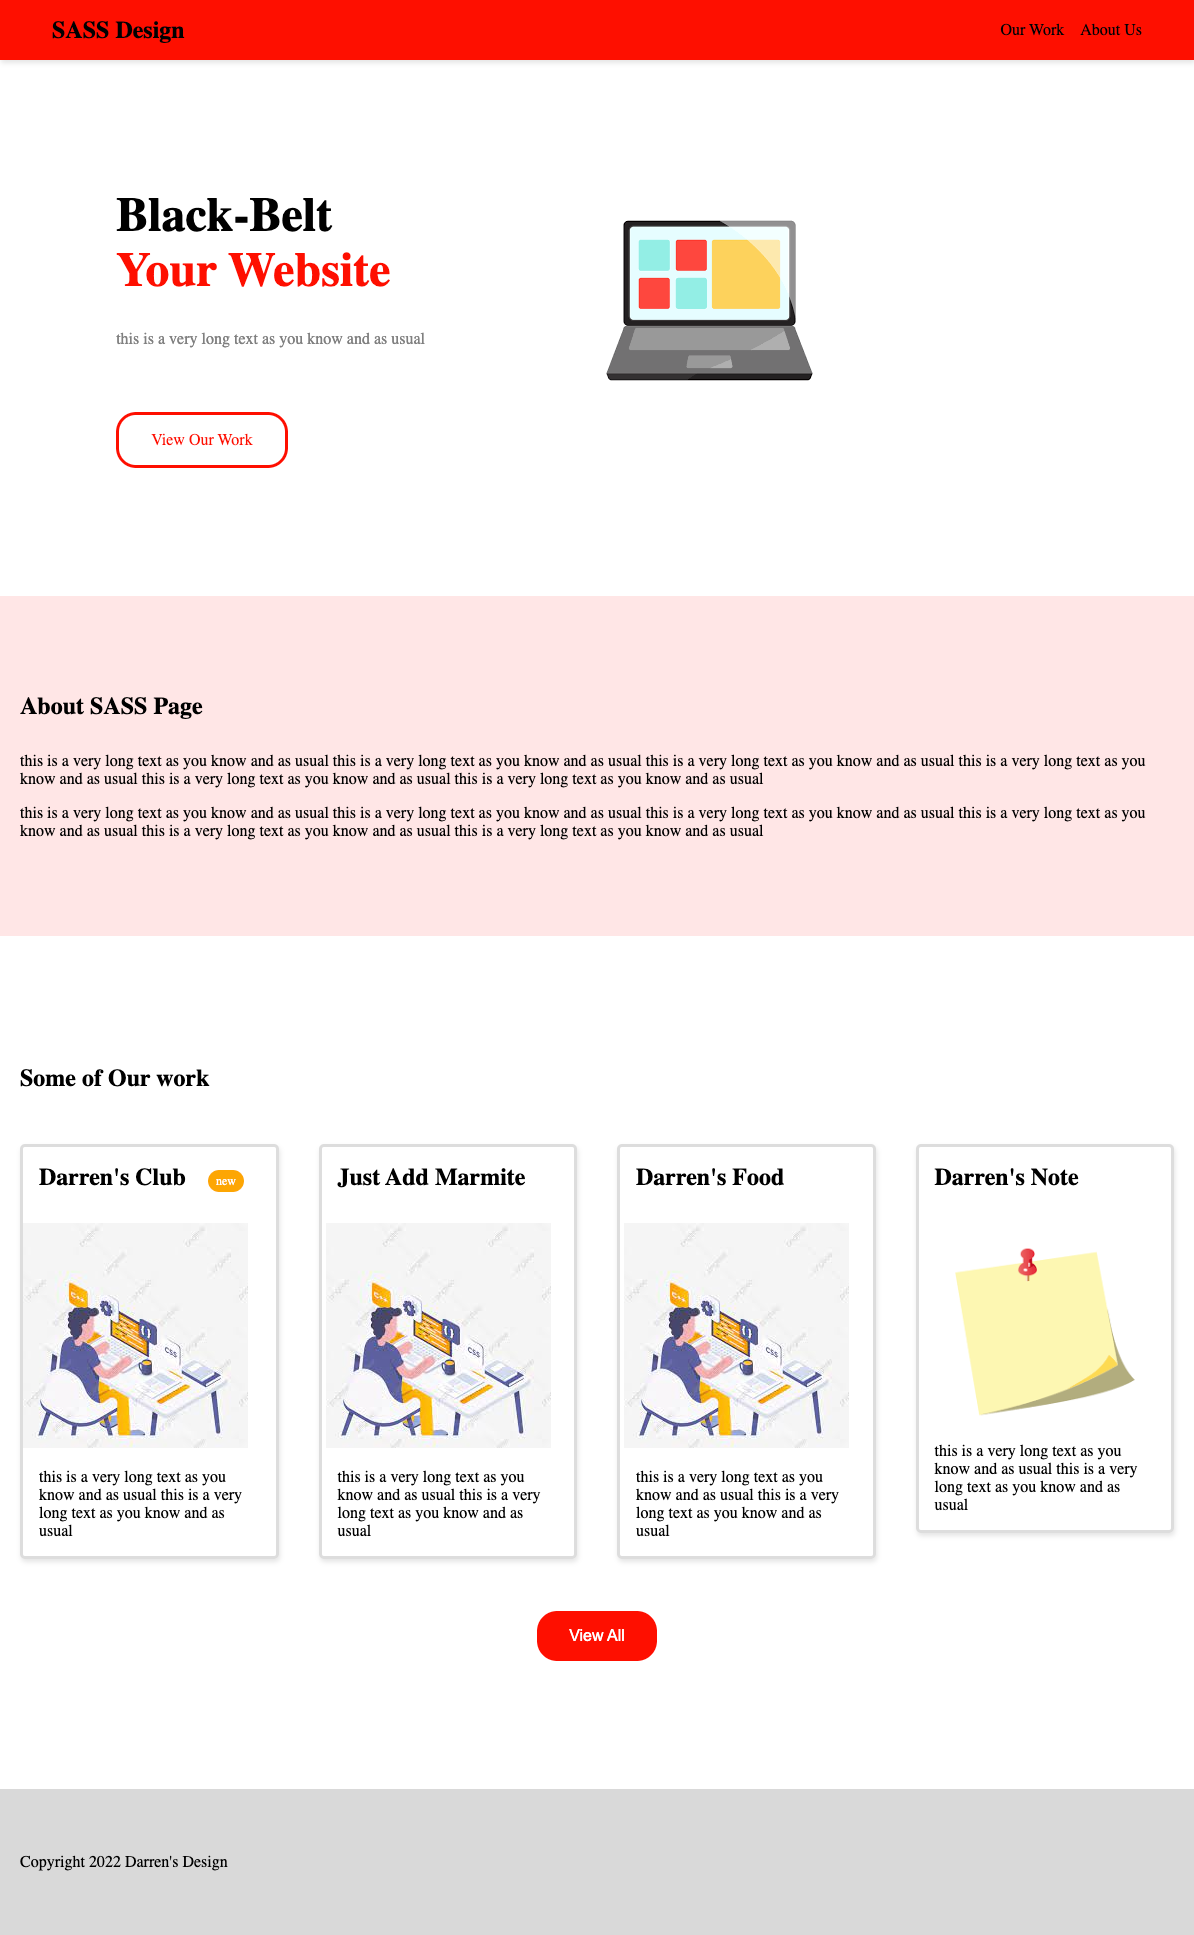 SASS Design
Our Work
About Us
Black-Belt
Your Website
this is a very long text as you know and as usual
View Our Work
About SASS Page
this is a very long text as you know and as usual this is a very long text as you know and as usual this is a very long text as you know and as usual this is a very long text as you
know and as usual this is a very long text as you know and as usual this is a very long text as you know and as usual
this is a very long text as you know and as usual this is a very long text as you know and as usual this is a very long text as you know and as usual this is a very long text as you
know and as usual this is a very long text as you know and as usual this is a very long text as you know and as usual
Some of Our work
Darren's Club
new
CSS
this is a very long text as you
know and as usual this is a very
long text as you know and as
usual
Just Add Marmite
CSS
this is a very long text as you
know and as usual this is a very
long text as you know and as
usual
Darren's Food
CSS
this is a very long text as you
know and as usual this is a very
long text as you know and as
usual
Darren's Note
this is a very long text as you
know and as usual this is a very
long text as you know and as
usual
View All
Copyright 2022 Darren's Design